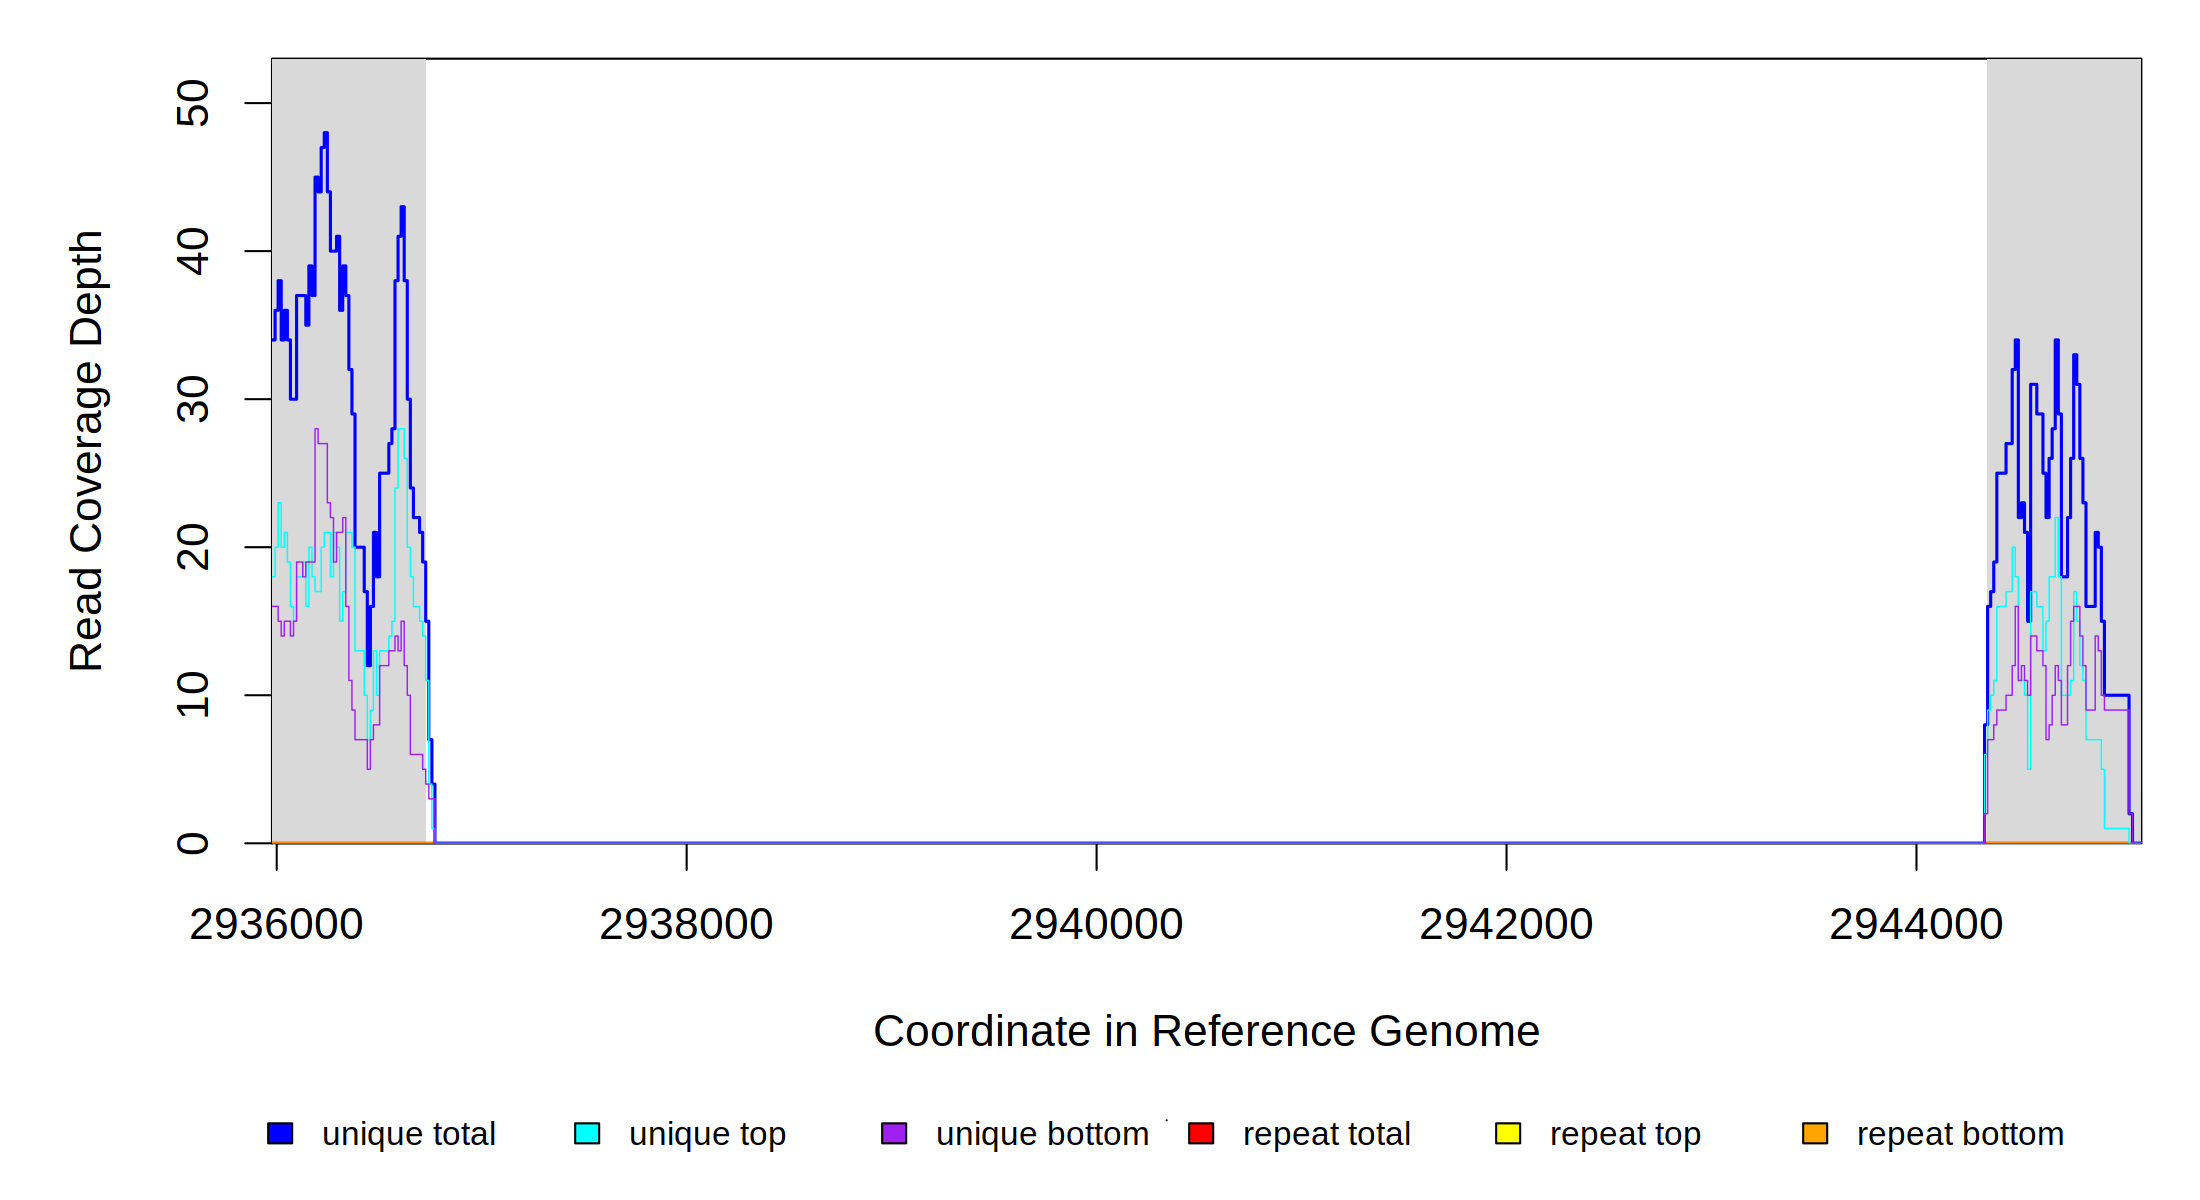 Read Coverage Depth
50
40
30
20
10
0
2936000 2938000 2940000 2942000 2944000
Coordinate in Reference Genome
unique total unique top unique bottom repeat total repeat top repeat bottom